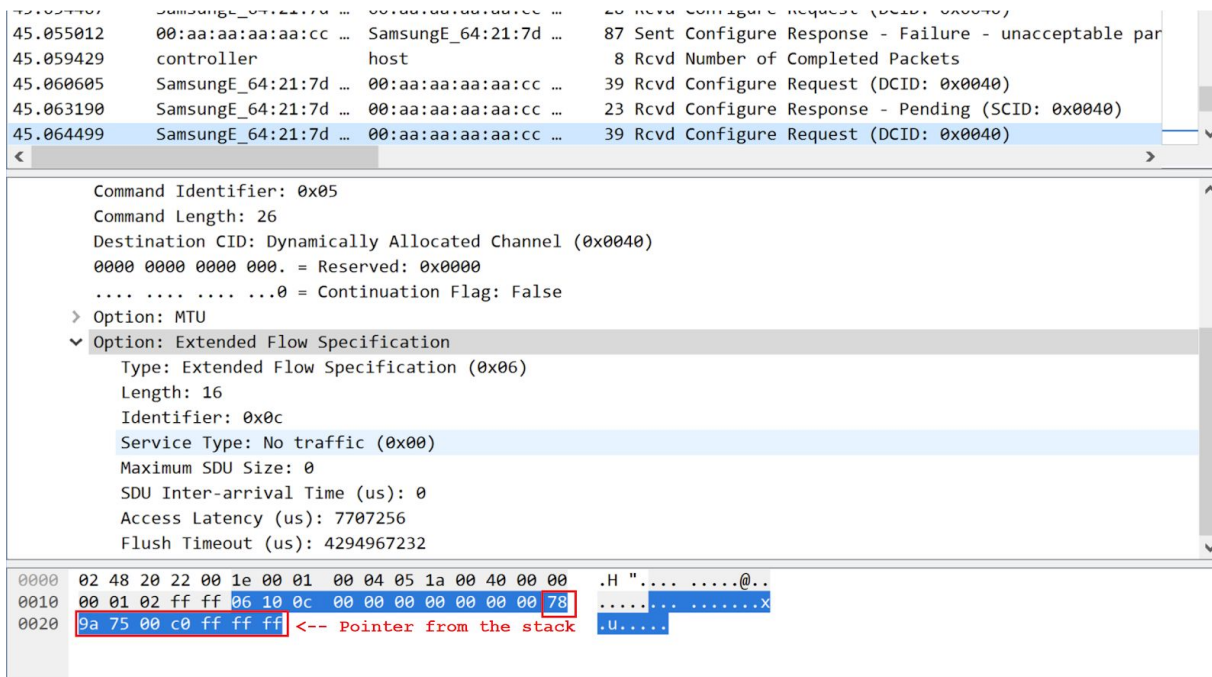 45.055012 00:aa:aa:aa:aa:cc … SamsungE_64:21:7d … 87 Sent Configure Response - Failure - unacceptable par
45.059429 controller host 8 Rcvd Number of Completed Packets
45.060605 SamsungE_64:21:7d … 00:aa:aa:aa:aa:cc … 39 Rcvd Configure Request (DCID: 0x0040)
45.063190 SamsungE_64:21:7d … 00:aa:aa:aa:aa:cc … 23 Rcvd Configure Response - Pending (SCID: 0x0040)
45.064499 SamsungE_64:21:7d … 00:aa:aa:aa:aa:cc … 39 Rcvd Configure Request (DCID: 0x0040)
Command Identifier: 0x05
Command Length: 26
Destination CID: Dynamically Allocated Channel (0x0040)
0000 0000 0000 000. = Reserved: 0x0000
.... .... .... ...0 = Continuation Flag: False
Option: MTU
Option: Extended Flow Specification
Type: Extended Flow Specification (0x06)
Length: 16
Identifier: 0x0c
Service Type: No traffic (0x00)
Maximum SDU Size: 0
SDU Inter-arrival Time (us): 0
Access Latency (us): 7707256
Flush Timeout (us): 4294967232
0000 02 48 20 22 00 1e 00 01 00 04 05 1a 00 40 00 00 .H ".... .....@..
0010 00 01 02 ff ff 06 10 0c 00 00 00 00 00 00 00 78 ........ .......x
0020 9a 75 00 c0 ff ff ff <-- Pointer from the stack .u.....